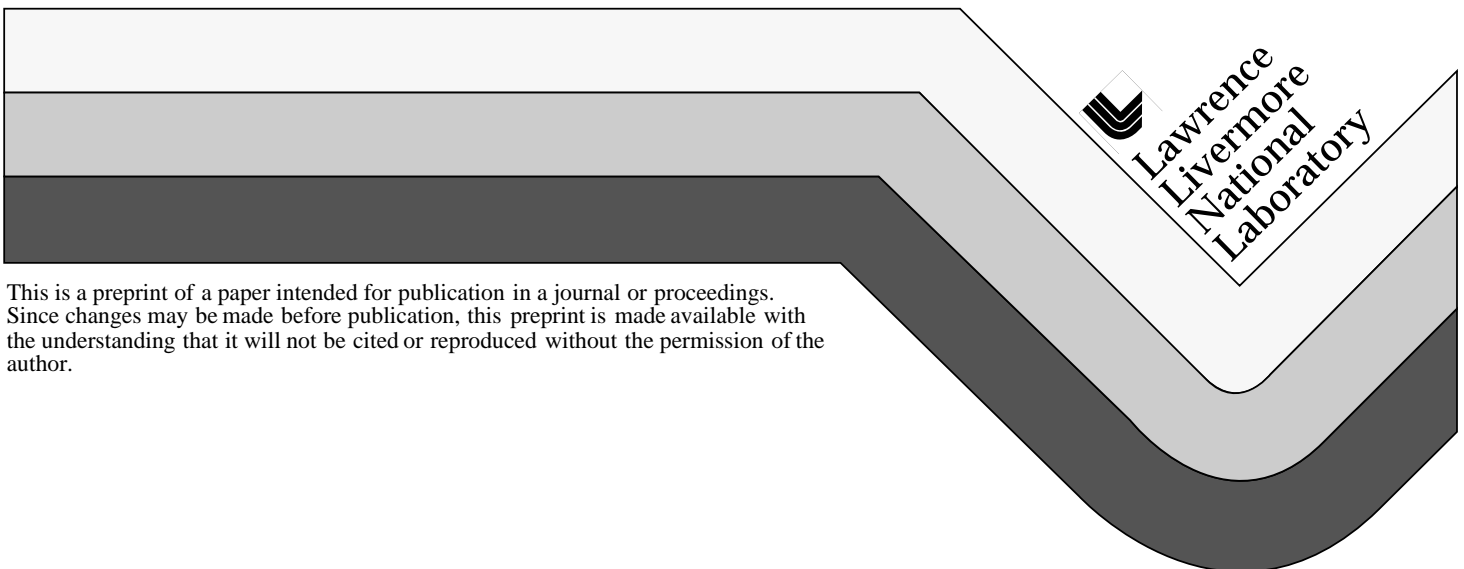 Lawrence
Livermore
National
Laboratory
This is a preprint of a paper intended for publication in a journal or proceedings.
Since changes may be made before publication, this preprint is made available with
the understanding that it will not be cited or reproduced without the permission of the
author.